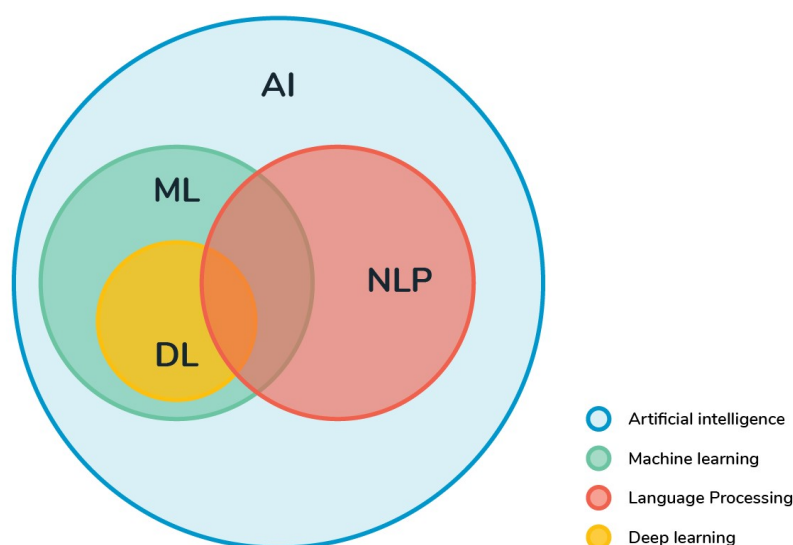 AI
ML
NLP
DL
Artificial intelligence
Machine learning
Language Processing
Deep learning